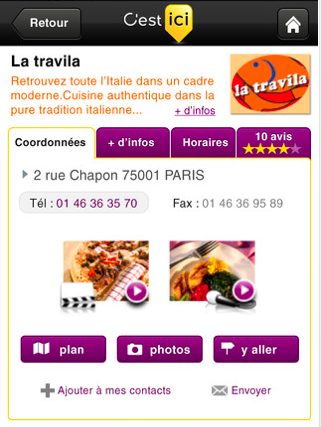 Retour
C'est ici
La travila
Retrouvez toute l'Italie dans un cadre
moderne.Cuisine authentique dans la
pure tradition italienne...
+ d'infos
la travila
Coordonnées
+ d'infos
Horaires
10 avis
2 rue Chapon 75001 PARIS
Tél : 01 46 36 35 70
Fax : 01 46 36 95 89
plan
photos
y aller
Ajouter à mes contacts
Envoyer